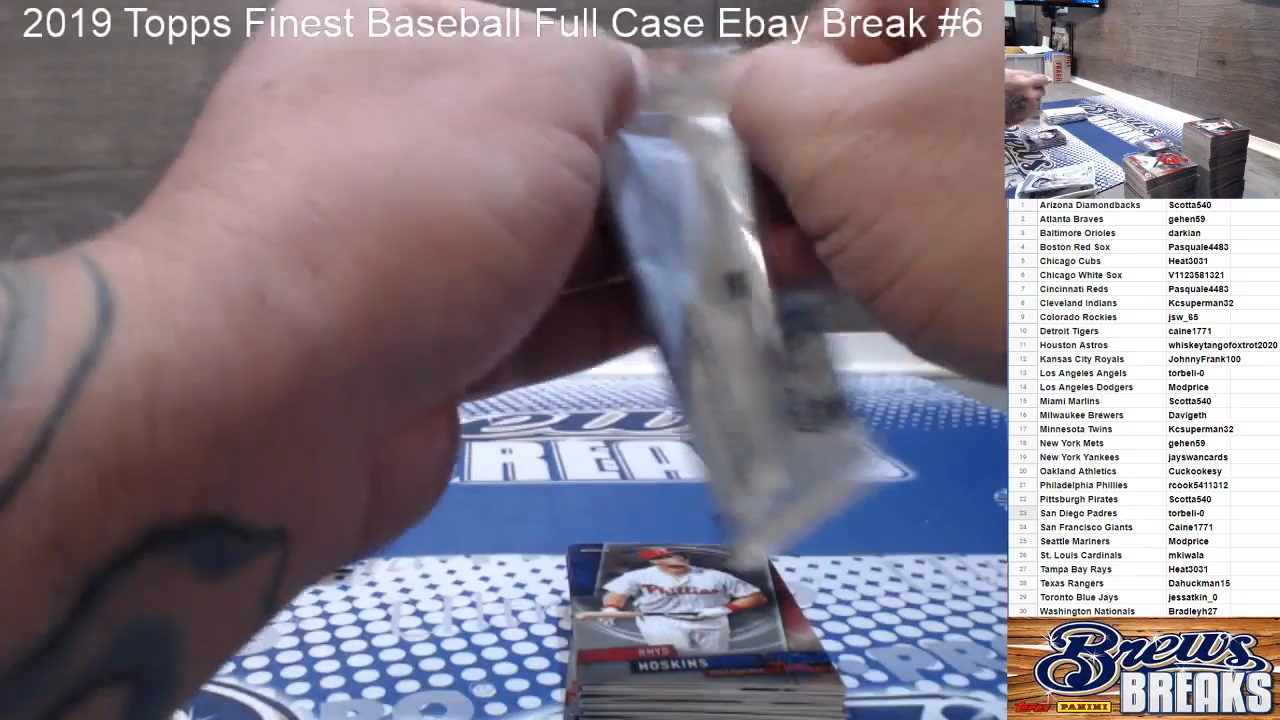 2019 Topps Finest Baseball Full Case Ebay Break #6
1 Arizona Diamondbacks Scotta540
2 Atlanta Braves gehen59
3 Baltimore Orioles darkian
4 Boston Red Sox Pasquale4483
5 Chicago Cubs Heat3031
6 Chicago White Sox V1123581321
7 Cincinnati Reds Pasquale4483
8 Cleveland Indians Kcsuperman32
9 Colorado Rockies jsw_65
10 Detroit Tigers caine1771
11 Houston Astros whiskeytangofoxtrot2020
12 Kansas City Royals JohnnyFrank100
13 Los Angeles Angels torbeli-0
14 Los Angeles Dodgers Modprice
15 Miami Marlins Scotta540
16 Milwaukee Brewers Davigeth
17 Minnesota Twins Kcsuperman32
18 New York Mets gehen59
19 New York Yankees jayswancards
20 Oakland Athletics Cuckookesy
21 Philadelphia Phillies rcook5411312
22 Pittsburgh Pirates Scotta540
23 San Diego Padres torbeli-0
24 San Francisco Giants Caine1771
25 Seattle Mariners Modprice
26 St. Louis Cardinals mkiwala
27 Tampa Bay Rays Heat3031
28 Texas Rangers Dahuckman15
29 Toronto Blue Jays jessatkin_0
30 Washington Nationals Bradleyh27
Phillies
RHYS
HOSKINS
Brews
BREAKS
Topps PANINI